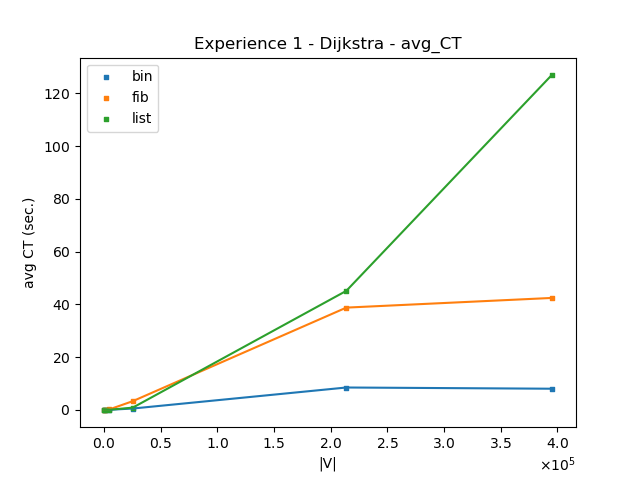 Experience 1 - Dijkstra - avg_CT
bin
fib
list
avg CT (sec.)
120
100
80
60
40
20
0
0.0 0.5 1.0 1.5 2.0 2.5 3.0 3.5 4.0
|V|
×10⁵